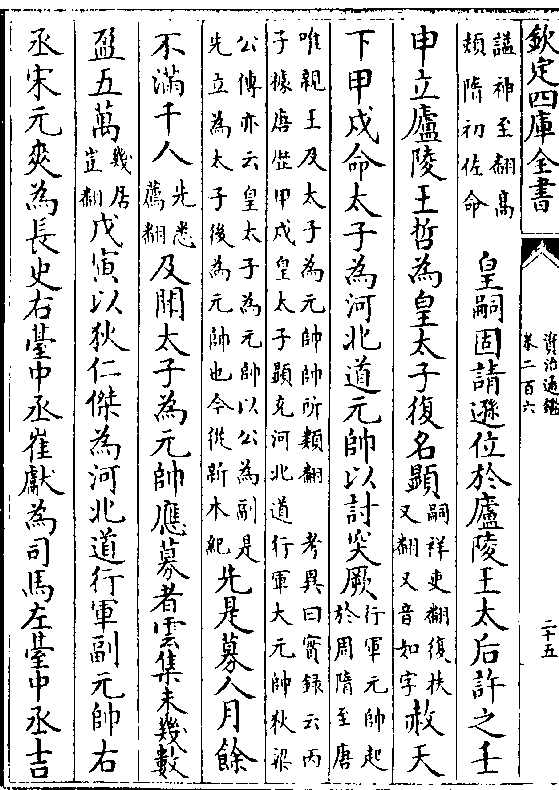 欽定四庫全書
資治通鑑
卷二百六
二十五
諡神至翻高
熲隋初佐命
皇嗣固請遜位於廬陵王太后許之壬
申立廬陵王哲為皇太子復名顯
嗣祥吏翻復扶
又翻又音如字
赦天
下甲戌命太子為河北道元帥以討突厥
行軍元帥起
於周隋至唐
唯親王及太子為元帥帥所類翻 考異曰實録云丙
子據唐歴甲戌皇太子顯充河北道行軍大元帥狄梁
公傳亦云皇太子為元帥以公為副是
先立為太子後為元帥也今從新本紀
先是募人月餘
不滿千人
先悉
薦翻
及聞太子為元帥應募者雲集未幾數
盈五萬
幾居
豈翻
戊寅以狄仁傑為河北道行軍副元帥右
丞宋元爽為長史右臺中丞崔獻為司馬左臺中丞吉